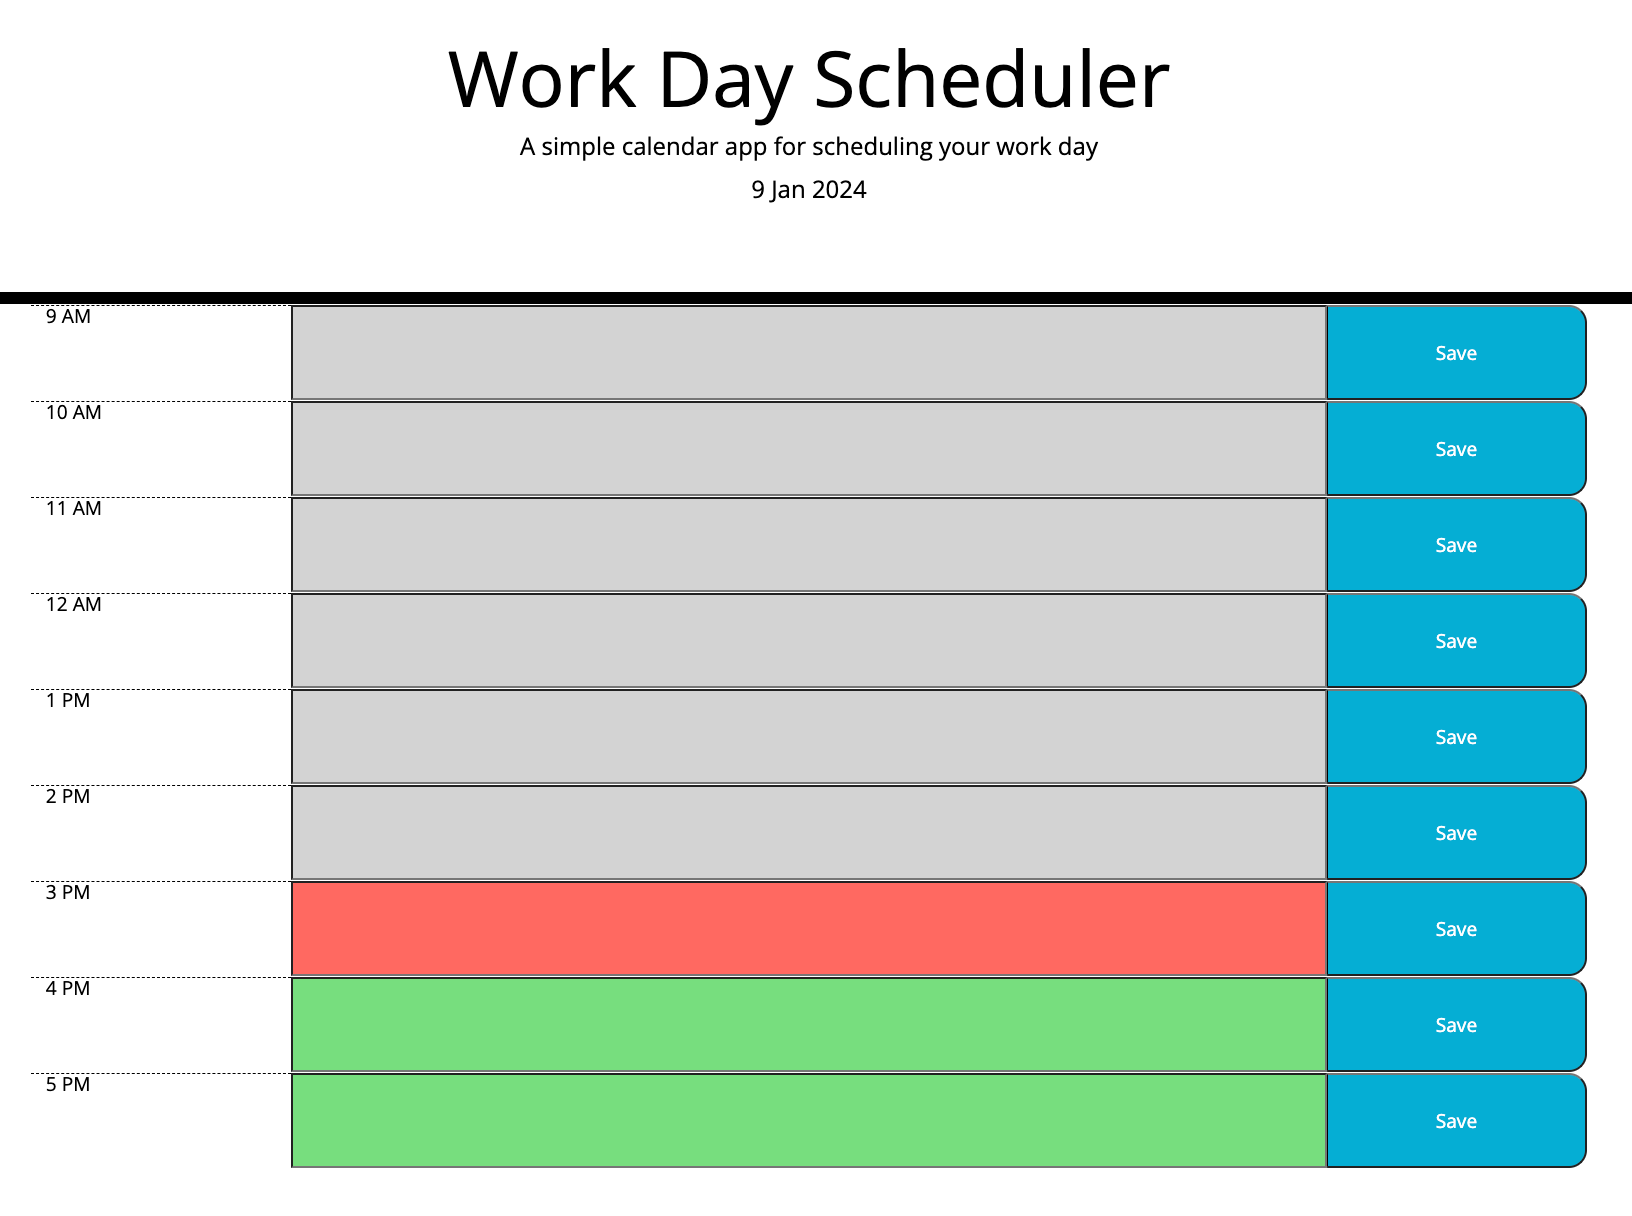 Work Day Scheduler
A simple calendar app for scheduling your work day
9 Jan 2024
9 AM
Save
10 AM
Save
11 AM
Save
12 AM
Save
1 PM
Save
2 PM
Save
3 PM
Save
4 PM
Save
5 PM
Save